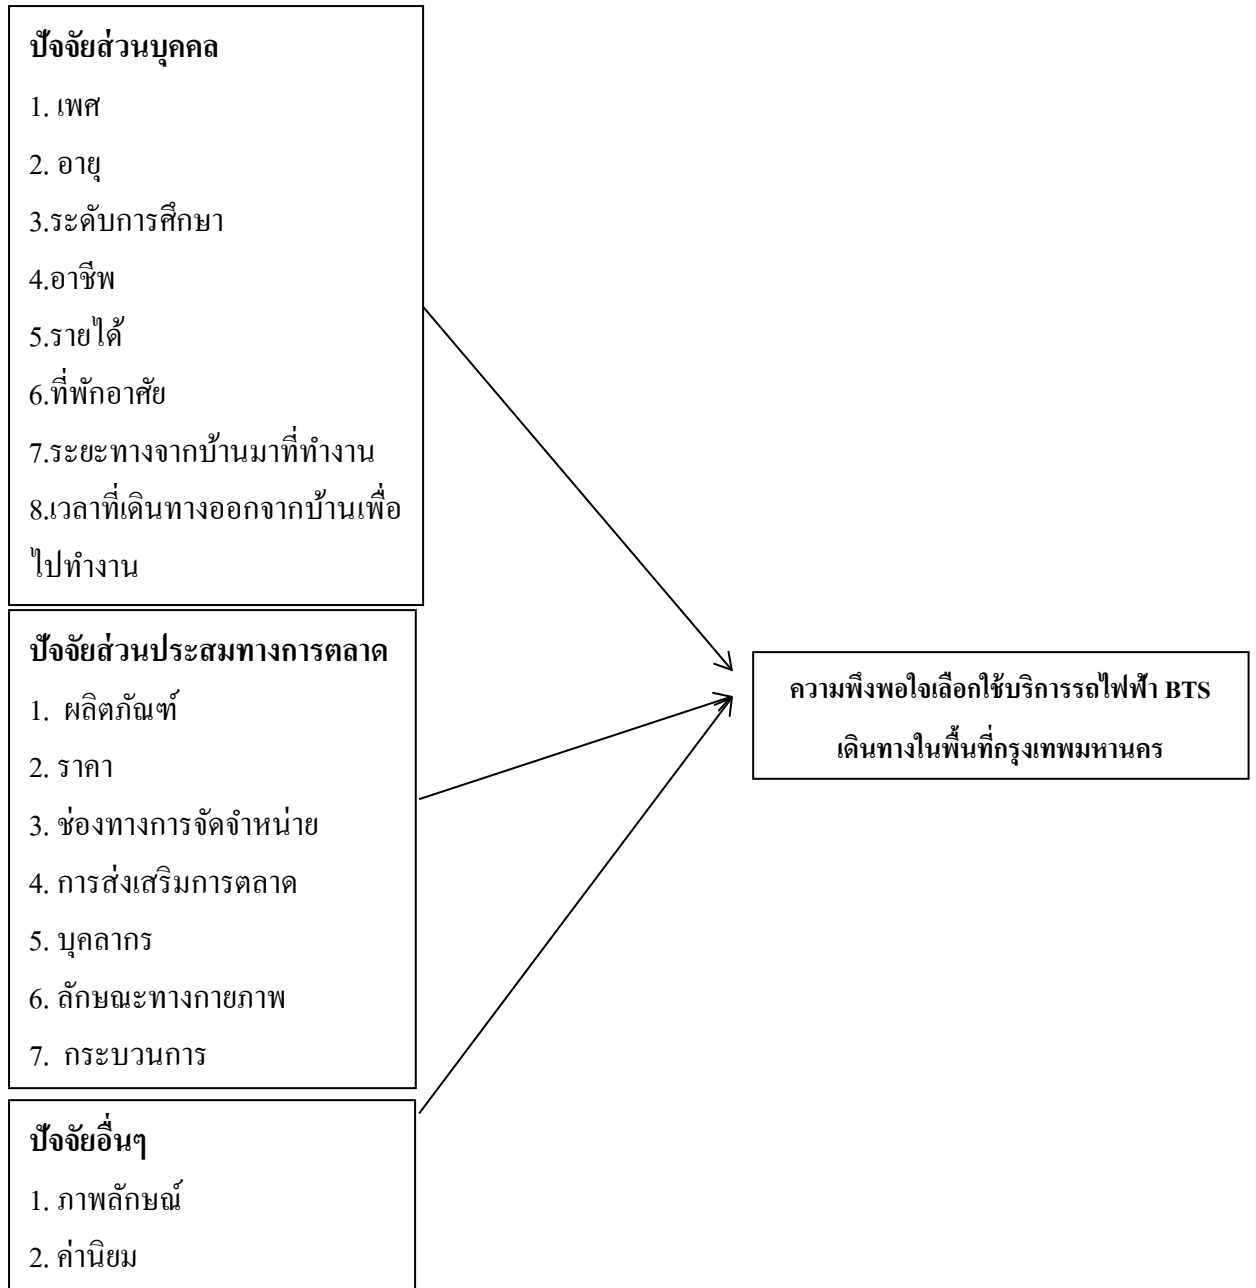 ปัจจัยส่วนบุคคล
1. เพศ
2. อายุ
3.ระดับการศึกษา
4.อาชีพ
5.รายได้
6.ที่พักอาศัย
7.ระยะทางจากบ้านมาที่ทำงาน
8.เวลาที่เดินทางออกจากบ้านเพื่อ
ไปทำงาน
ปัจจัยส่วนประสมทางการตลาด
1. ผลิตภัณฑ์
2. ราคา
3. ช่องทางการจัดจำหน่าย
4. การส่งเสริมการตลาด
5. บุคลากร
6. ลักษณะทางกายภาพ
7. กระบวนการ
ปัจจัยอื่นๆ
1. ภาพลักษณ์
2. ค่านิยม
ความพึงพอใจเลือกใช้บริการรถไฟฟ้า BTS
เดินทางในพื้นที่กรุงเทพมหานคร